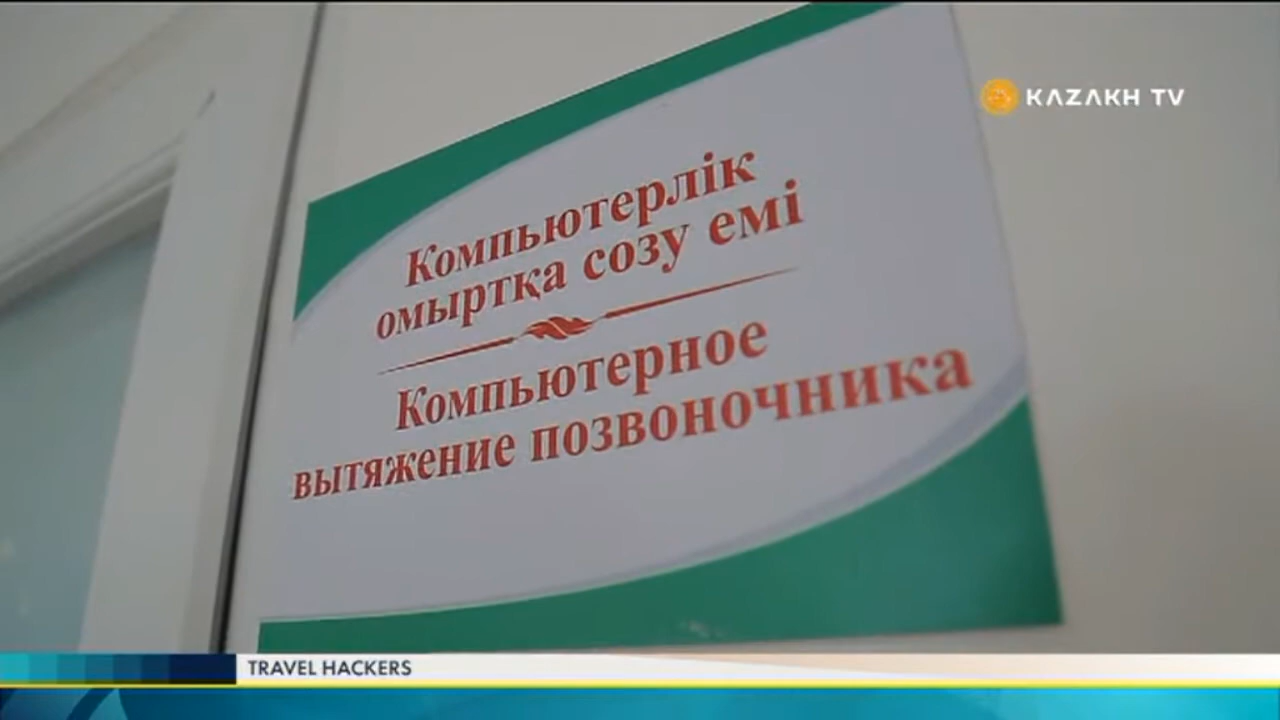 KAZAKH TV
Компьютерлік
омыртқа созу емі
Компьютерное
вытяжение позвоночника
TRAVEL HACKERS